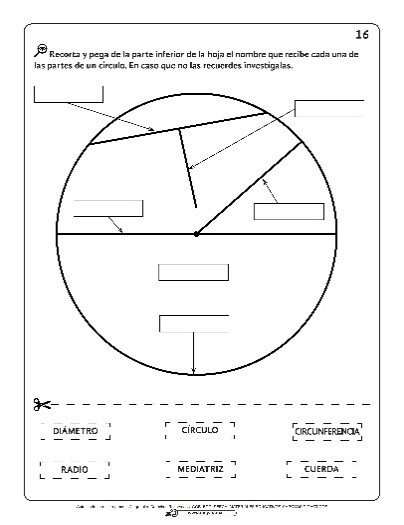 16
Recorta y pega de la parte inferior de la hoja el nombre que recibe cada una de
las partes de un círculo. En caso que no las recuerdes investígalas.
DIÁMETRO
CÍRCULO
CIRCUNFERENCIA
RADIO
MEDIATRIZ
CUERDA